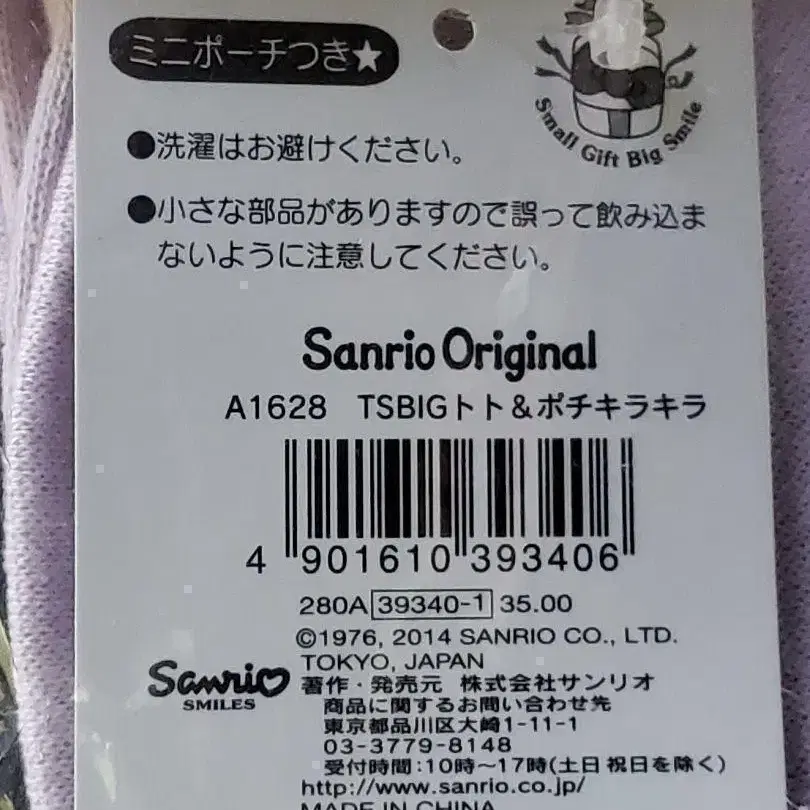 ミニポーチつき★
Small Gift Big Smile
●洗濯はお避けください。
●小さな部品がありますので誤って飲み込ま
ないように注意してください。
Sanrio Original
A1628 TSBIGトト&ポチキラキラ
4 901610 393406
280A 39340-1 35.00
©1976, 2014 SANRIO CO., LTD.
TOKYO, JAPAN
Sanrio
SMILES
著作・発売元 株式会社サンリオ
商品に関するお問い合わせ先
東京都品川区大崎1-11-1
03-3779-8148
受付時間:10時~17時(土日祝日を除く)
http://www.sanrio.co.jp/
MADE IN CHINA